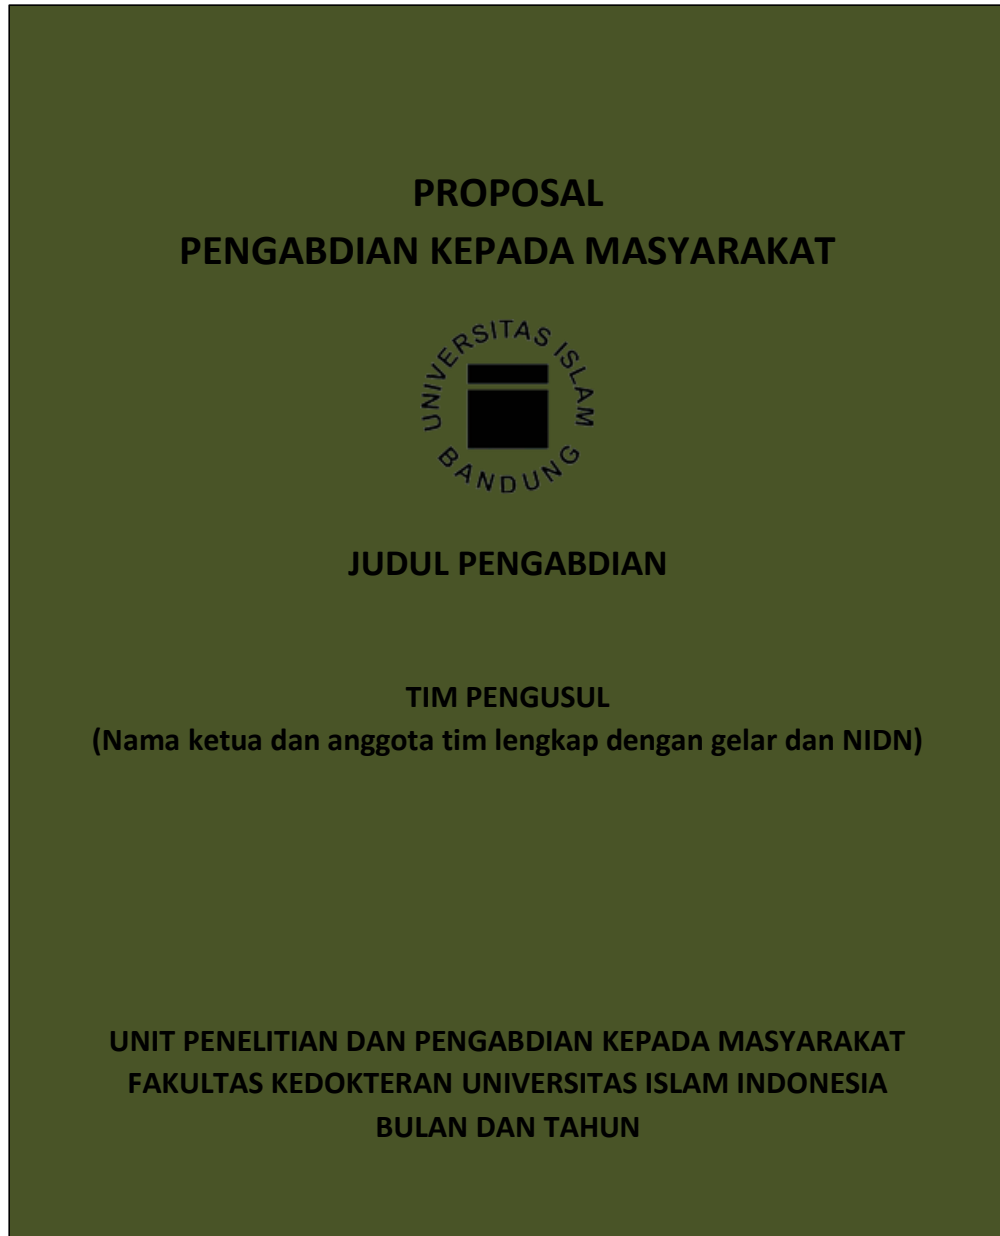 PROPOSAL
PENGABDIAN KEPADA MASYARAKAT
UNIVERSITAS ISLAM
BANDUNG
JUDUL PENGABDIAN
TIM PENGUSUL
(Nama ketua dan anggota tim lengkap dengan gelar dan NIDN)
UNIT PENELITIAN DAN PENGABDIAN KEPADA MASYARAKAT
FAKULTAS KEDOKTERAN UNIVERSITAS ISLAM INDONESIA
BULAN DAN TAHUN